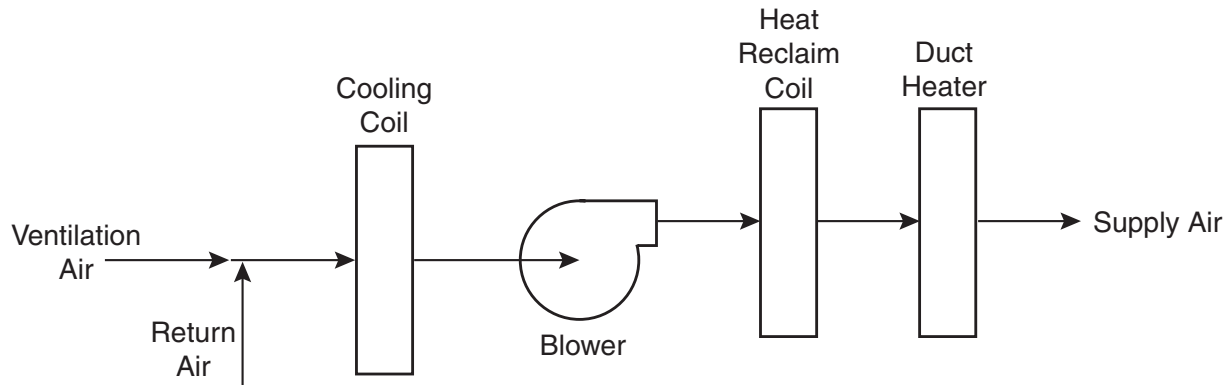 Heat
Reclaim
Coil
Duct
Heater
Cooling
Coil
Ventilation
Air
Supply Air
Return
Air
Blower